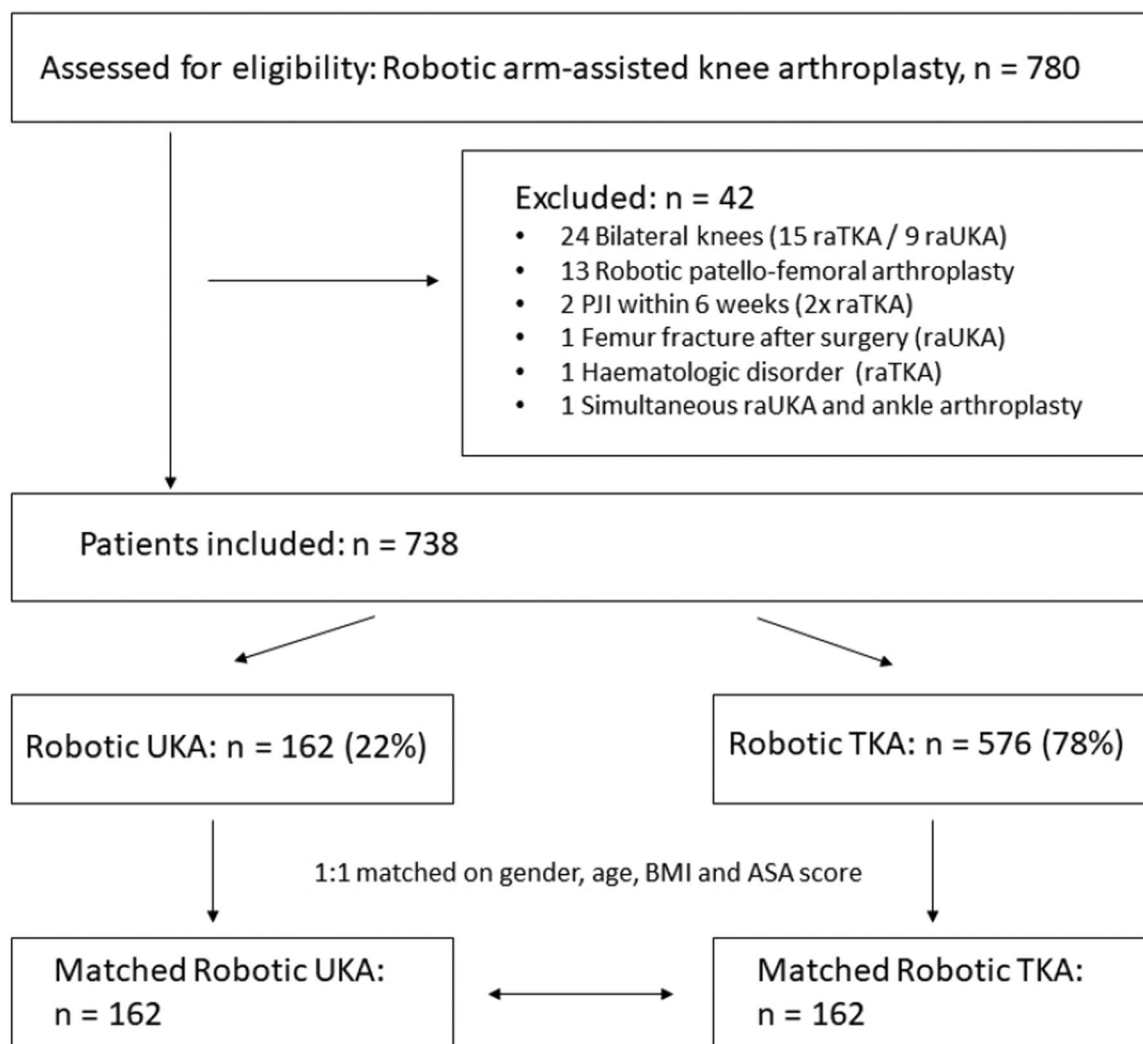 Assessed for eligibility: Robotic arm-assisted knee arthroplasty, n = 780
Excluded: n = 42
• 24 Bilateral knees (15 raTKA / 9 raUKA)
• 13 Robotic patello-femoral arthroplasty
• 2 PJI within 6 weeks (2x raTKA)
• 1 Femur fracture after surgery (raUKA)
• 1 Haematologic disorder (raTKA)
• 1 Simultaneous raUKA and ankle arthroplasty
Patients included: n = 738
Robotic UKA: n = 162 (22%)
Robotic TKA: n = 576 (78%)
1:1 matched on gender, age, BMI and ASA score
Matched Robotic UKA:
n = 162
Matched Robotic TKA:
n = 162